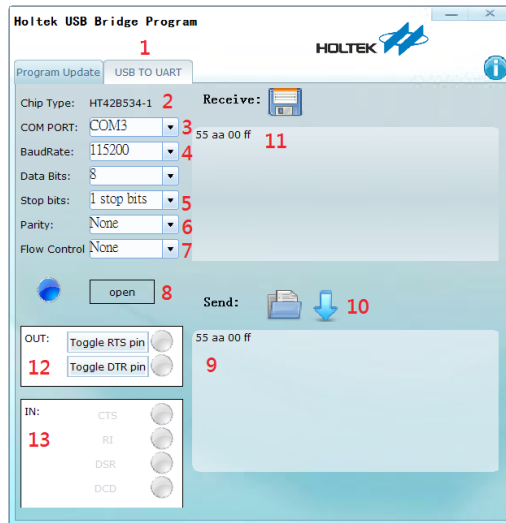 Holtek USB Bridge Program
HOLTEK
1
Program Update
USB TO UART
Chip Type: HT42B534-1 2
Receive:
COM PORT: COM3 3
55 aa 00 ff 11
BaudRate: 115200 4
Data Bits: 8
Stop bits: 1 stop bits 5
Parity: None 6
Flow Control None 7
open 8
Send: 10
OUT: Toggle RTS pin
55 aa 00 ff
12 Toggle DTR pin
9
IN: CTS
13 RI
DSR
DCD